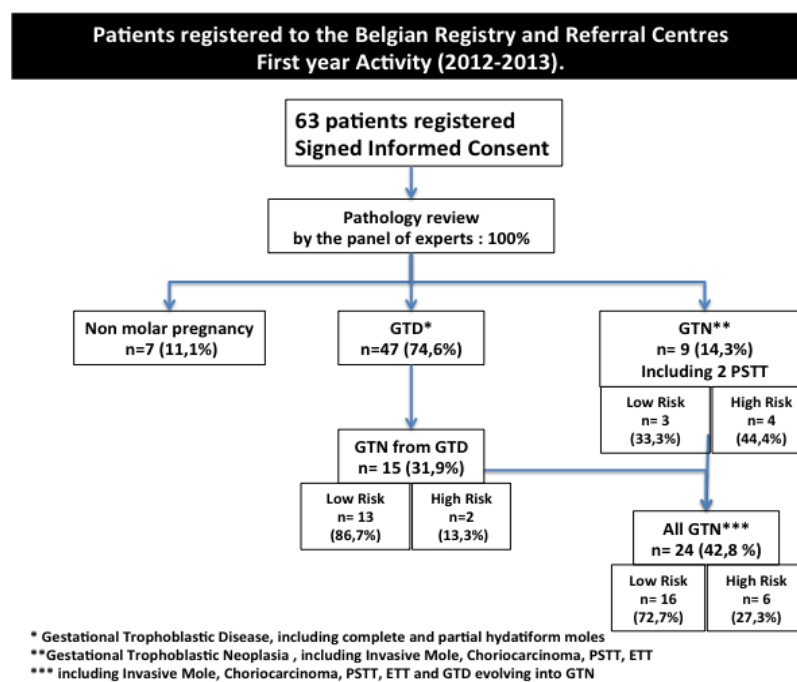 Patients registered to the Belgian Registry and Referral Centres
First year Activity (2012-2013).
63 patients registered
Signed Informed Consent
Pathology review
by the panel of experts : 100%
Non molar pregnancy
n=7 (11,1%)
GTD*
n=47 (74,6%)
GTN**
n= 9 (14,3%)
Including 2 PSTT
Low Risk
n= 3
(33,3%)
High Risk
n= 4
(44,4%)
GTN from GTD
n= 15 (31,9%)
Low Risk
n= 13
(86,7%)
High Risk
n=2
(13,3%)
All GTN***
n= 24 (42,8 %)
Low Risk
n= 16
(72,7%)
High Risk
n= 6
(27,3%)
* Gestational Trophoblastic Disease, including complete and partial hydatiform moles
**Gestational Trophoblastic Neoplasia , including Invasive Mole, Choriocarcinoma, PSTT, ETT
*** including Invasive Mole, Choriocarcinoma, PSTT, ETT and GTD evolving into GTN